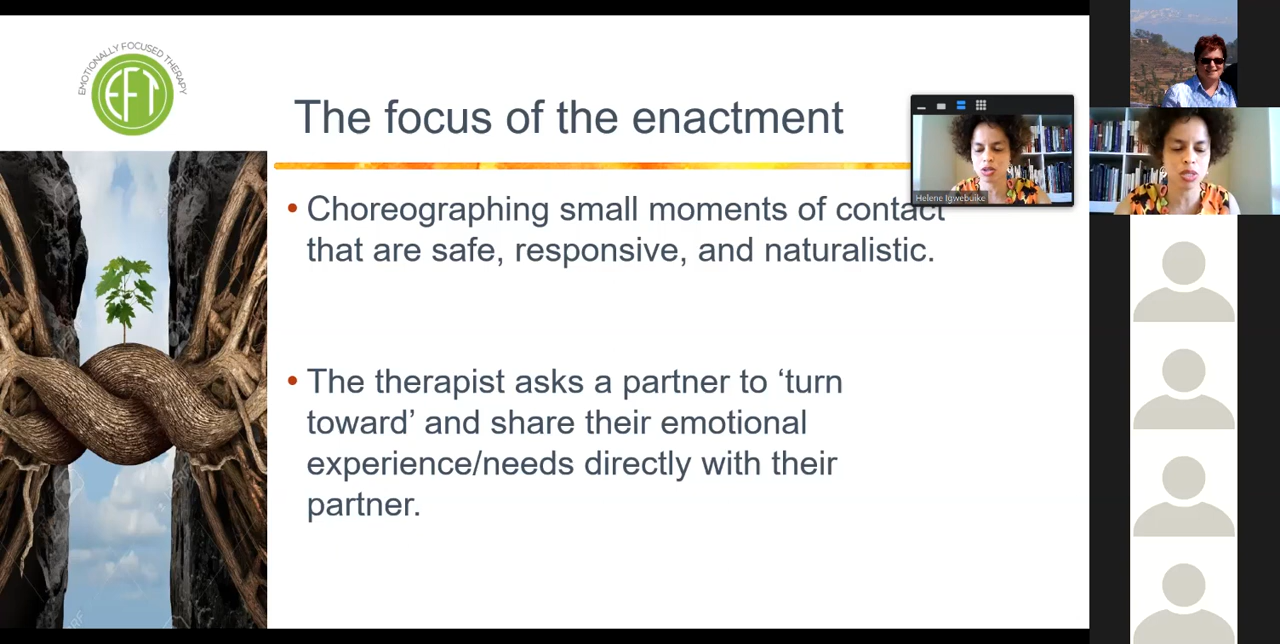 EMOTIONALLY FOCUSED THERAPY
EFT
The focus of the enactment
Helene Igwebuike
• Choreographing small moments of contact
that are safe, responsive, and naturalistic.
• The therapist asks a partner to ‘turn
toward’ and share their emotional
experience/needs directly with their
partner.